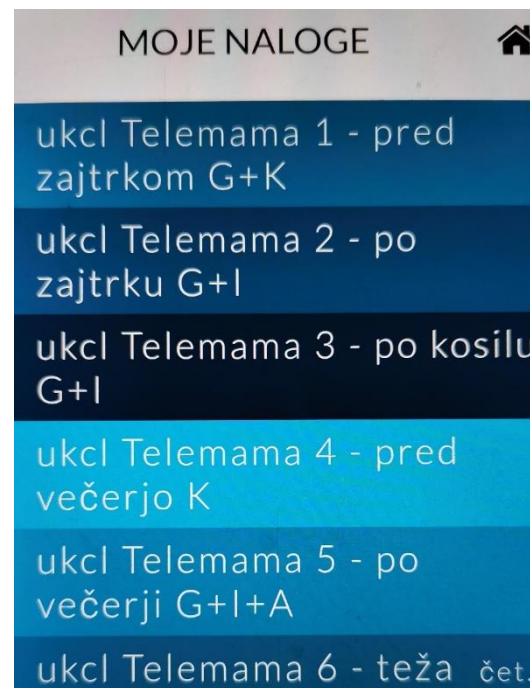 MOJE NALOGE
ukcl Telemama 1 - pred
zajtrkom G+K
ukcl Telemama 2 - po
zajtrku G+I
ukcl Telemama 3 - po kosilu
G+I
ukcl Telemama 4 - pred
večerjo K
ukcl Telemama 5 - po
večerji G+I+A
ukcl Telemama 6 - teža čet.